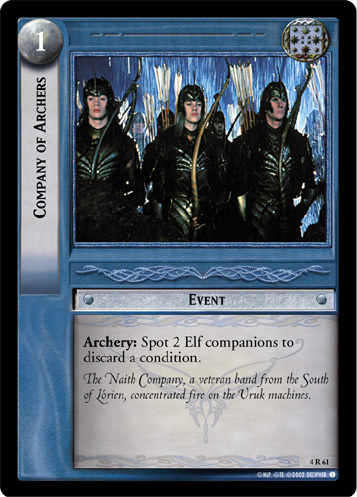 1
Company of Archers
Event
Archery: Spot 2 Elf companions to
discard a condition.
The Naith Company, a veteran band from the South
of Lórien, concentrated fire on the Uruk machines.
4 R 61
© NLP ™TE ©2002 DECIPHER